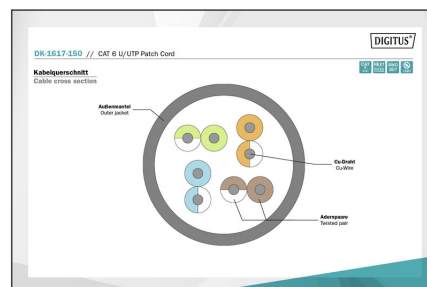 DIGITUS®
DK-1617-150 // CAT 6 U/UTP Patch Cord
Kabelquerschnitt
Cable cross section
Außenmantel
Outer jacket
Cu-Draht
Cu-Wire
Adernpaare
Twisted pair